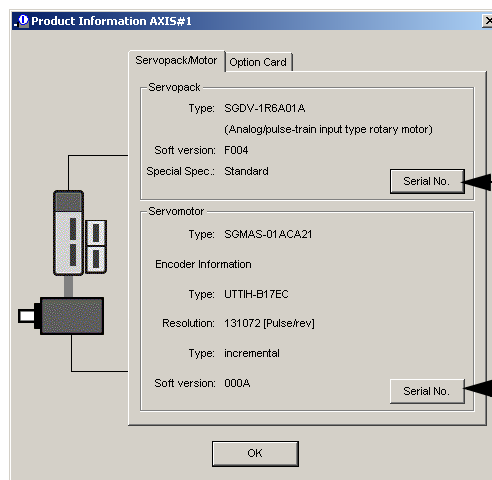 Product Information AXIS#1
Servopack/Motor Option Card
Servopack
Type: SGDV-1R6A01A
(Analog/pulse-train input type rotary motor)
Soft version: F004
Special Spec.: Standard
Serial No.
Servomotor
Type: SGMAS-01ACA21
Encoder Information
Type: UTTIH-B17EC
Resolution: 131072 [Pulse/rev]
Type: incremental
Soft version: 000A
Serial No.
OK